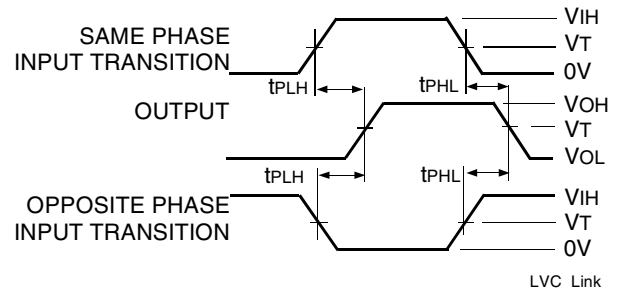 SAME PHASE
INPUT TRANSITION
VIH
VT
0V
tPLH
tPHL
OUTPUT
VOH
VT
VOL
tPLH
tPHL
OPPOSITE PHASE
INPUT TRANSITION
VIH
VT
0V
LVC Link